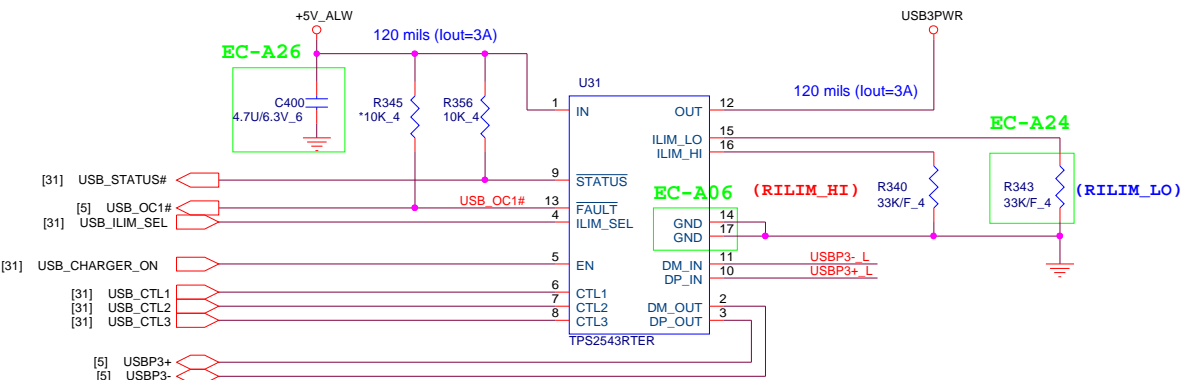 +5V_ALW
USB3PWR
120 mils (Iout=3A)
EC-A26
U31
120 mils (Iout=3A)
C400
4.7U/6.3V_6
R345
*10K_4
R356
10K_4
1
IN
OUT
12
EC-A24
ILIM_LO
15
ILIM_HI
16
[31] USB_STATUS#
9
STATUS
EC-A06
(RILIM_HI)
R340
33K/F_4
R343
33K/F_4
(RILIM_LO)
[5] USB_OC1#
USB_OC1#
13
FAULT
[31] USB_ILIM_SEL
4
ILIM_SEL
GND
14
GND
17
[31] USB_CHARGER_ON
5
EN
DM_IN
11
USBP3-_L
DP_IN
10
USBP3+_L
[31] USB_CTL1
6
CTL1
[31] USB_CTL2
7
CTL2
DM_OUT
2
[31] USB_CTL3
8
CTL3
DP_OUT
3
TPS2543RTER
[5] USBP3+
[5] USBP3-